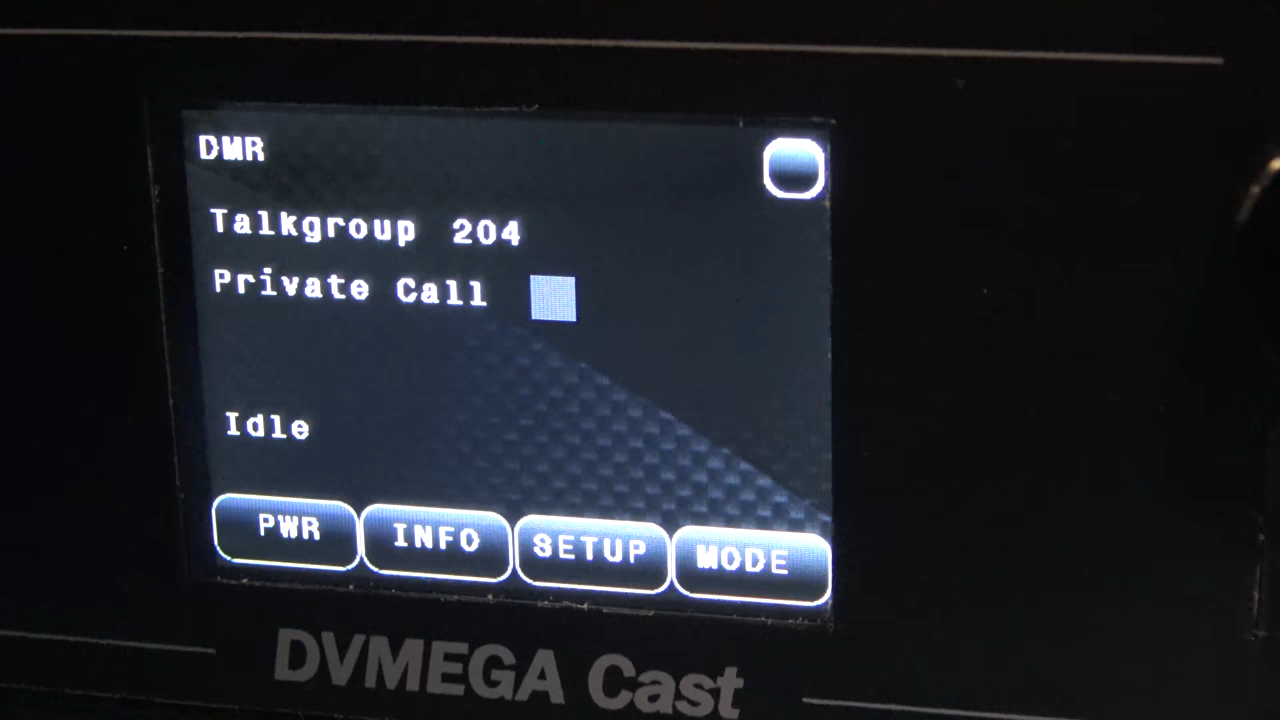 DMR
Talkgroup 204
Private Call
Idle
PWR INFO SETUP MODE
DVMEGA Cast